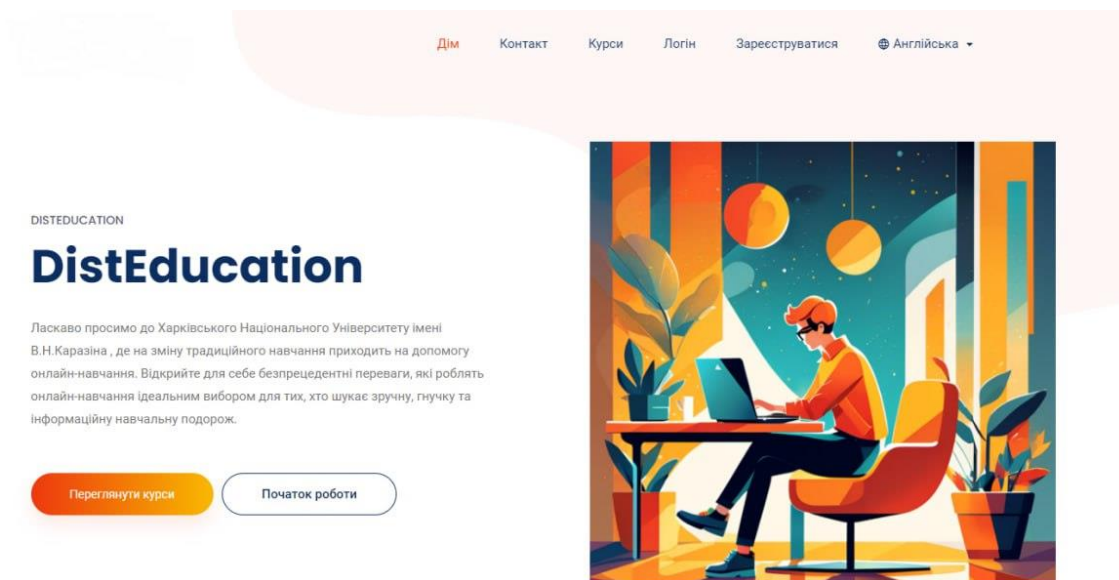 Дім Контакт Курси Логін Зареєструватися Англійська
DISTEDUCATION
DistEducation
Ласкаво просимо до Харківського Національного Університету імені
В.Н.Каразіна , де на зміну традиційного навчання приходить на допомогу
онлайн-навчання. Відкрийте для себе безпрецедентні переваги, які роблять
онлайн-навчання ідеальним вибором для тих, хто шукає зручну, гнучку та
інформаційну навчальну подорож.
Переглянути курси Початок роботи